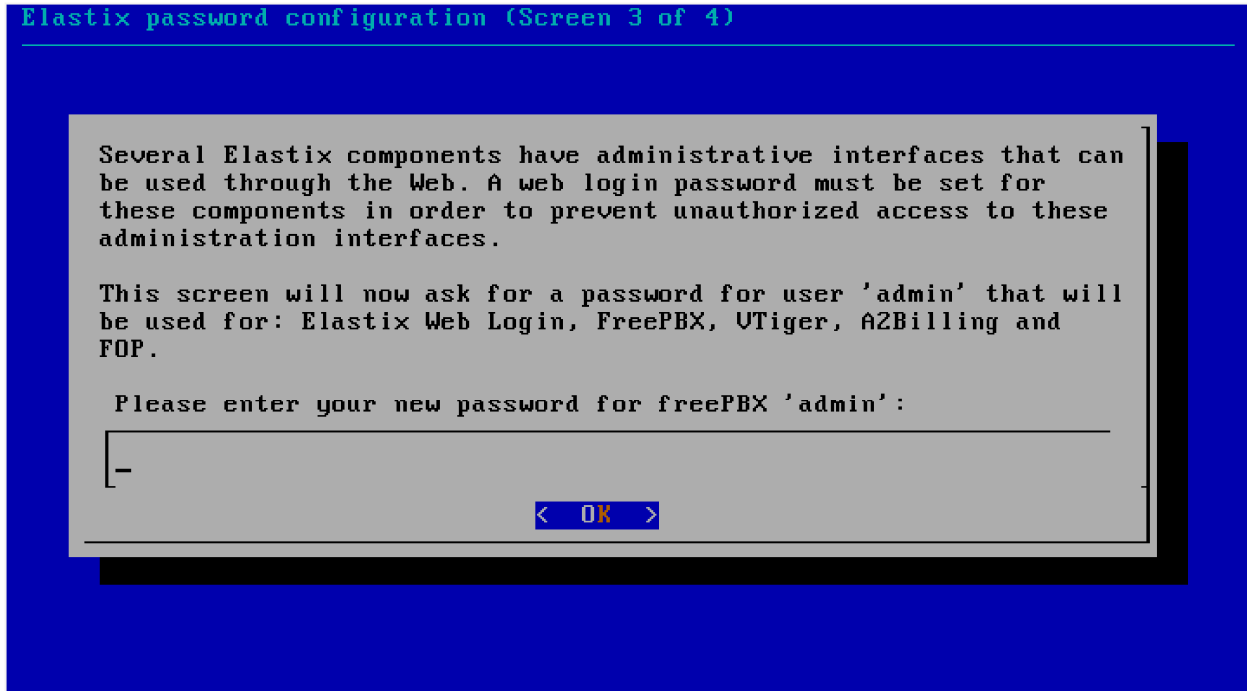 Elastix password configuration (Screen 3 of 4)
Several Elastix components have administrative interfaces that can
be used through the Web. A web login password must be set for
these components in order to prevent unauthorized access to these
administration interfaces.
This screen will now ask for a password for user 'admin' that will
be used for: Elastix Web Login, FreePBX, VTiger, A2Billing and
FOP.
Please enter your new password for freePBX 'admin':
< OK >